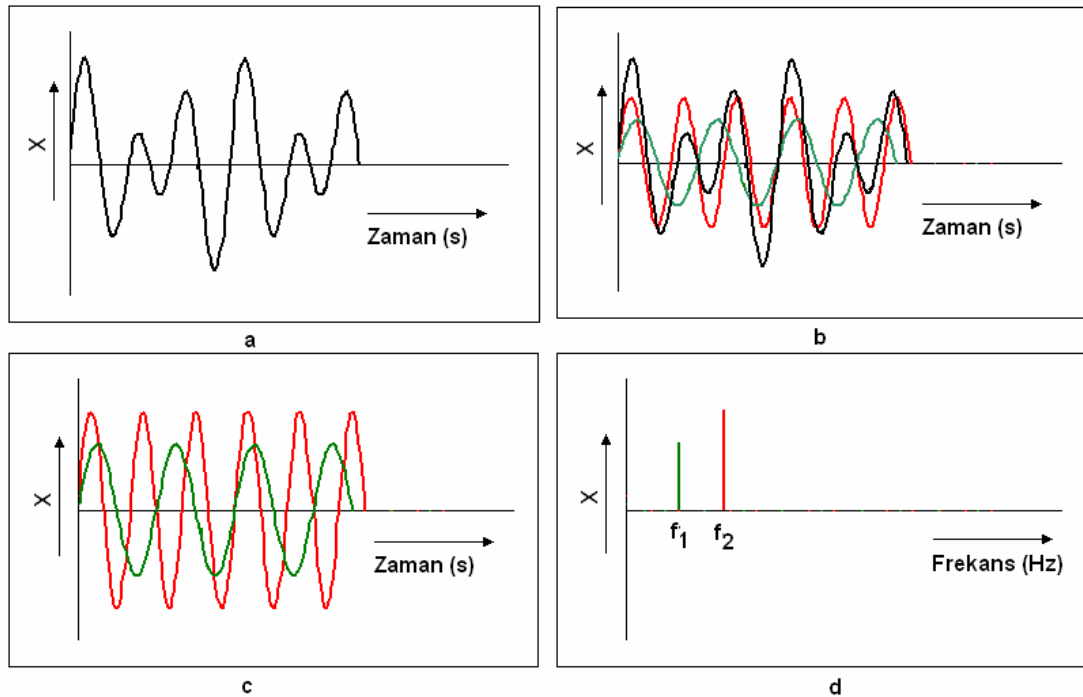 X
Zaman (s)
a
X
Zaman (s)
b
X
Zaman (s)
c
X
f1
f2
Frekans (Hz)
d